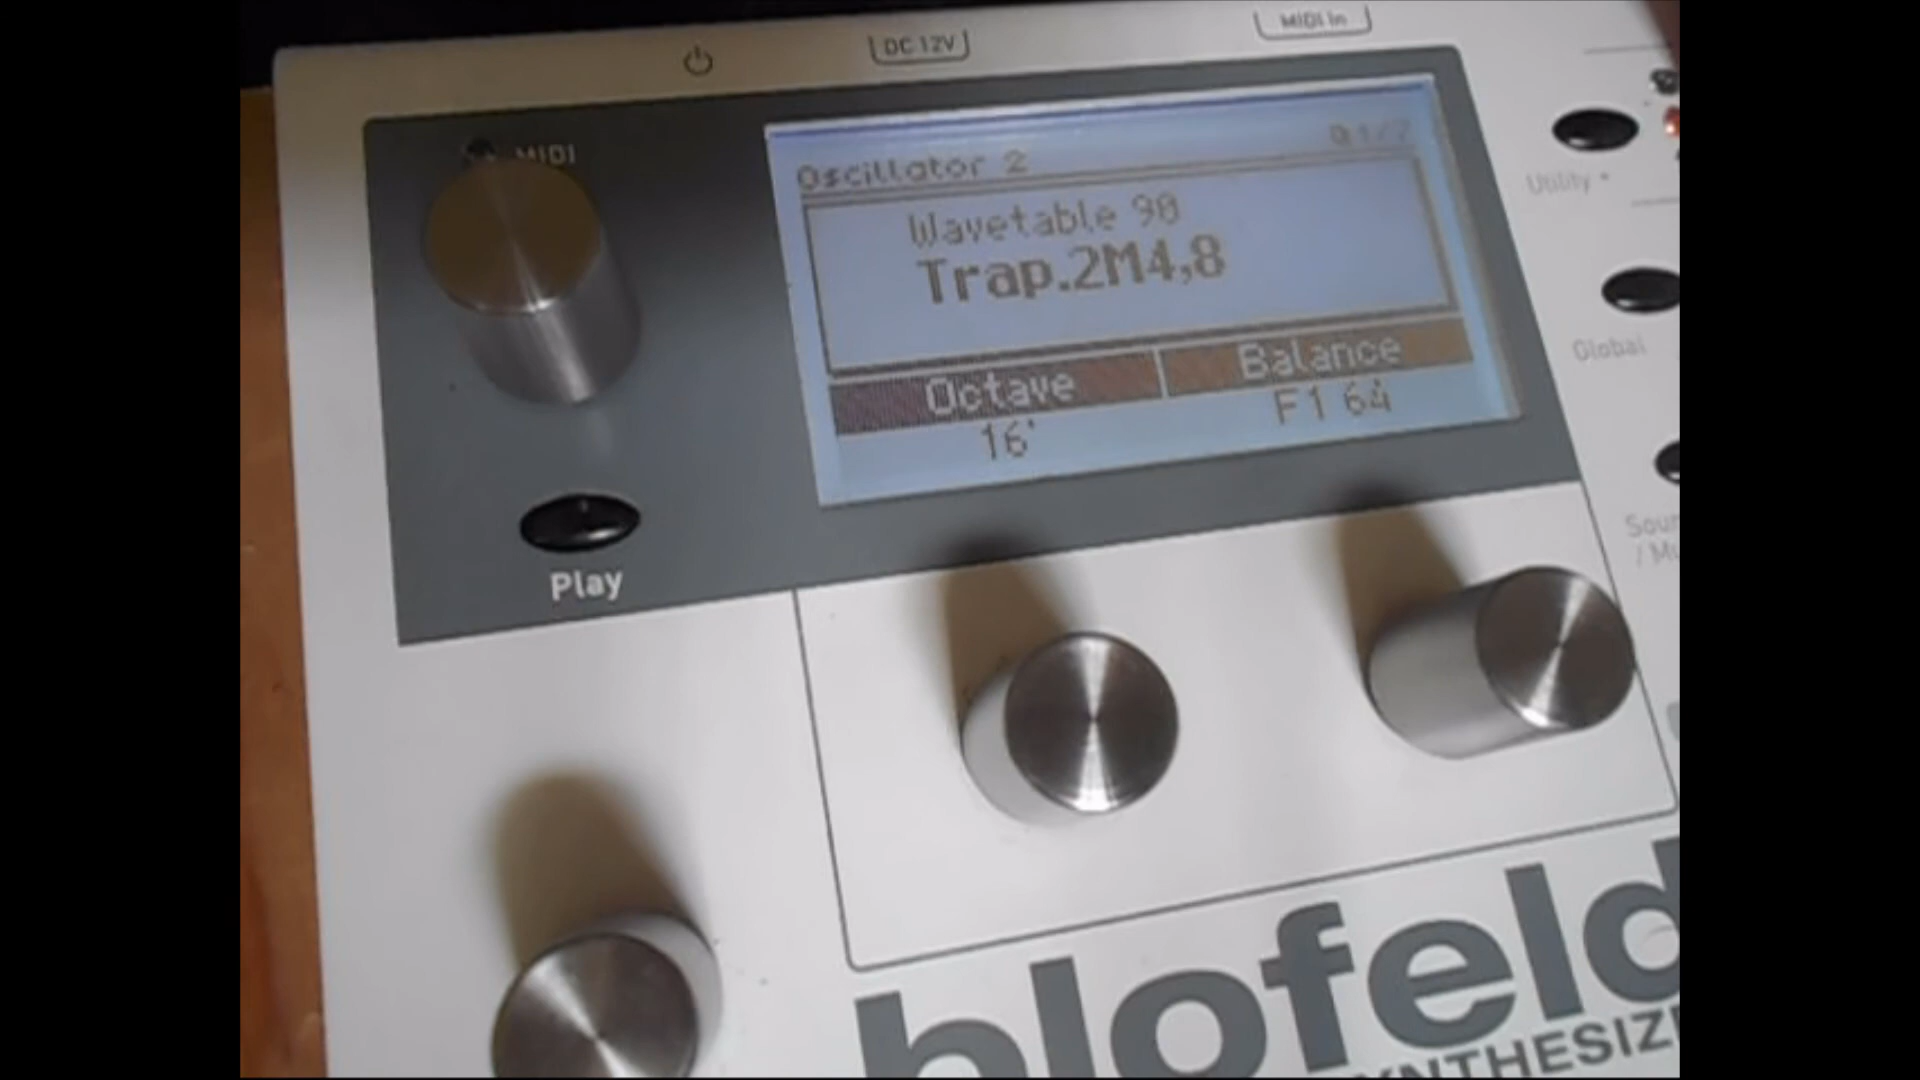 DC 12V
MIDI In
MIDI
Oscillator 2
Wavetable 90
Trap.2M4,8
Octave
Balance
16'
F1 64
Play
Utility
Global
blofeld